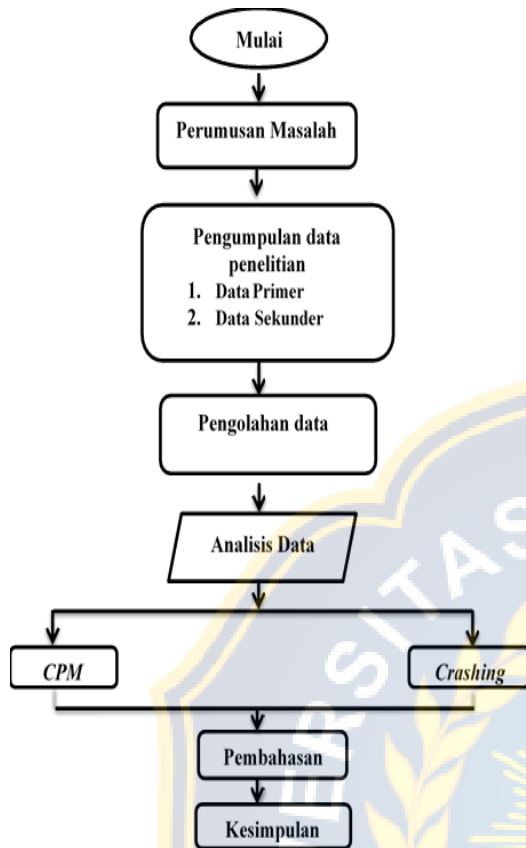 Mulai
Perumusan Masalah
Pengumpulan data
penelitian
1. Data Primer
2. Data Sekunder
Pengolahan data
Analisis Data
CPM
Crashing
Pembahasan
Kesimpulan
ERSITAS